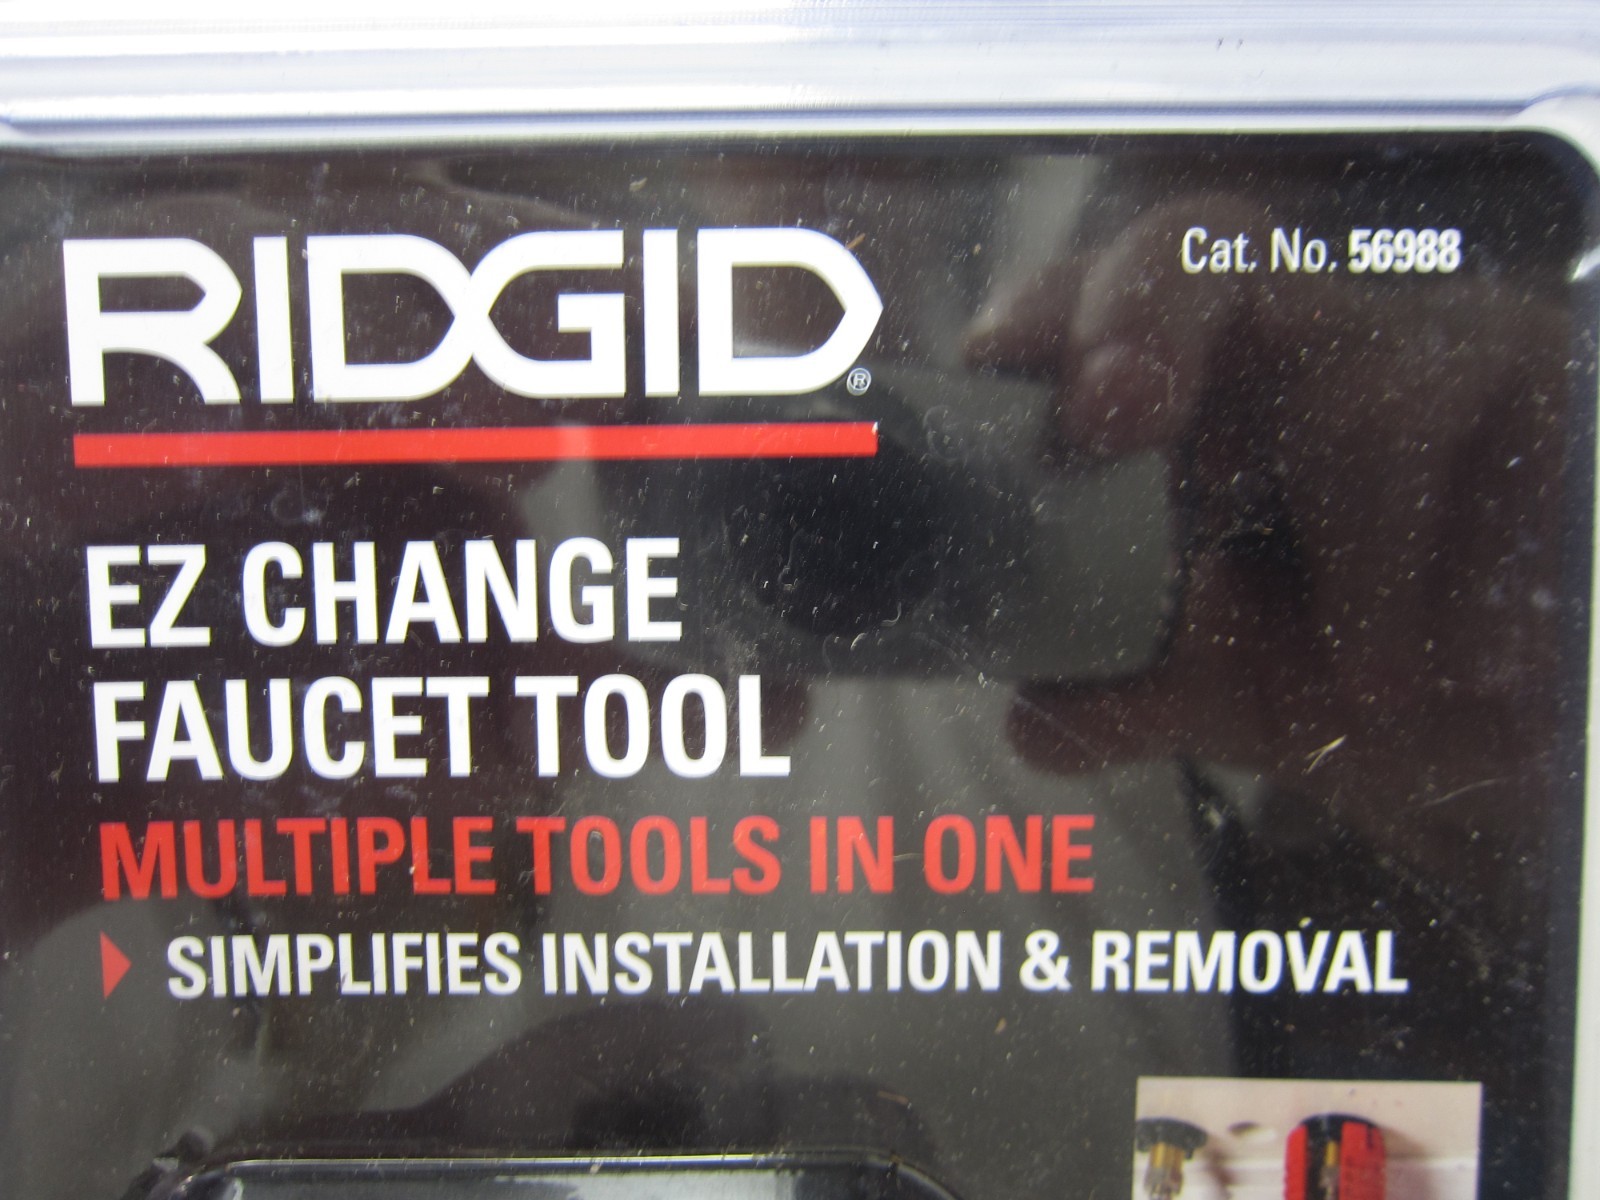 RIDGID®
Cat. No. 56988
EZ CHANGE
FAUCET TOOL
MULTIPLE TOOLS IN ONE
SIMPLIFIES INSTALLATION & REMOVAL